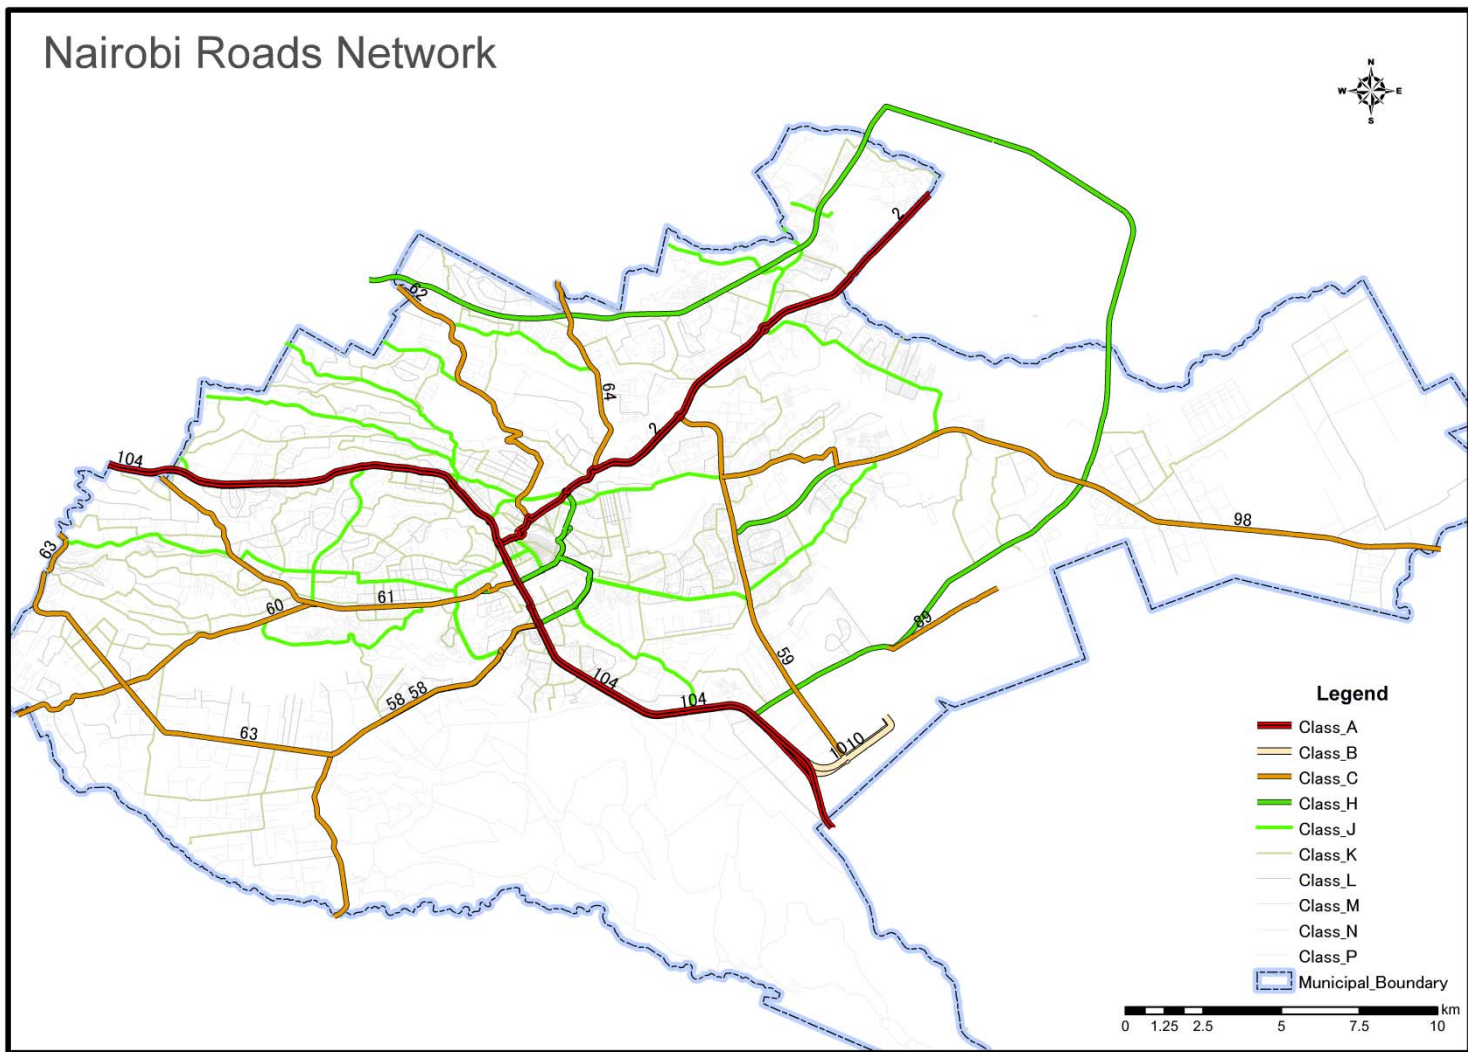 Nairobi Roads Network
N
W E
S
2
62
64
2
104
98
63
60
61
89
59
58 58
104
104
63
1010
Legend
Class_A
Class_B
Class_C
Class_H
Class_J
Class_K
Class_L
Class_M
Class_N
Class_P
Municipal_Boundary
km
0 1.25 2.5 5 7.5 10